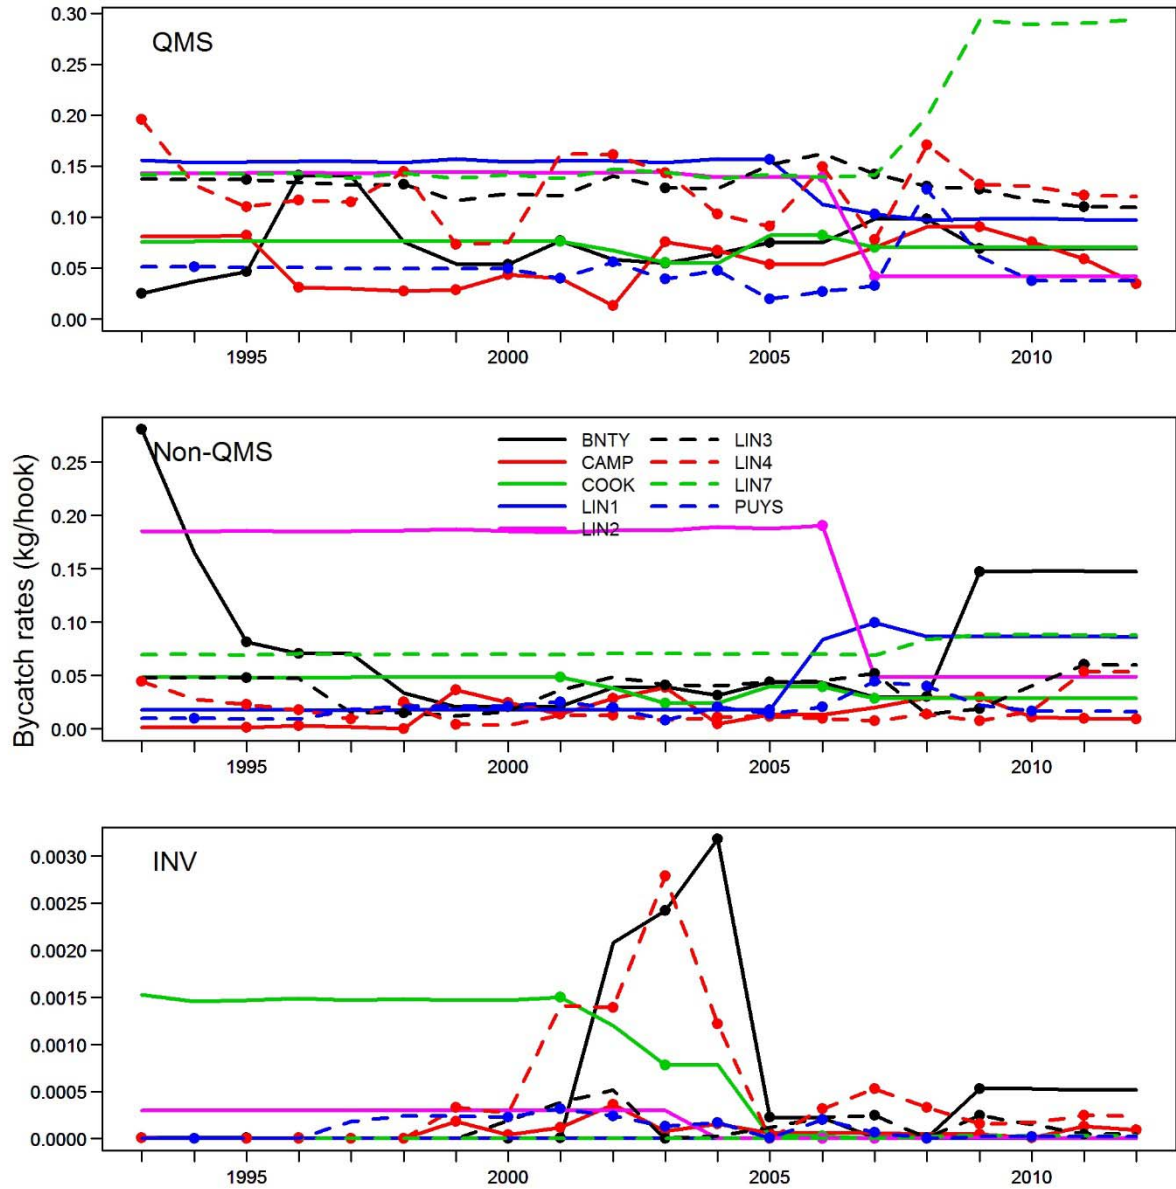 0.30
QMS
0.25
0.20
0.15
0.10
0.05
0.00
1995 2000 2005 2010
Bycatch rates (kg/hook)
Non-QMS
BNTY LIN3
CAMP LIN4
COOK LIN7
LIN1 PUYS
LIN2
0.25
0.20
0.15
0.10
0.05
0.00
1995 2000 2005 2010
INV
0.0030
0.0025
0.0020
0.0015
0.0010
0.0005
0.0000
1995 2000 2005 2010